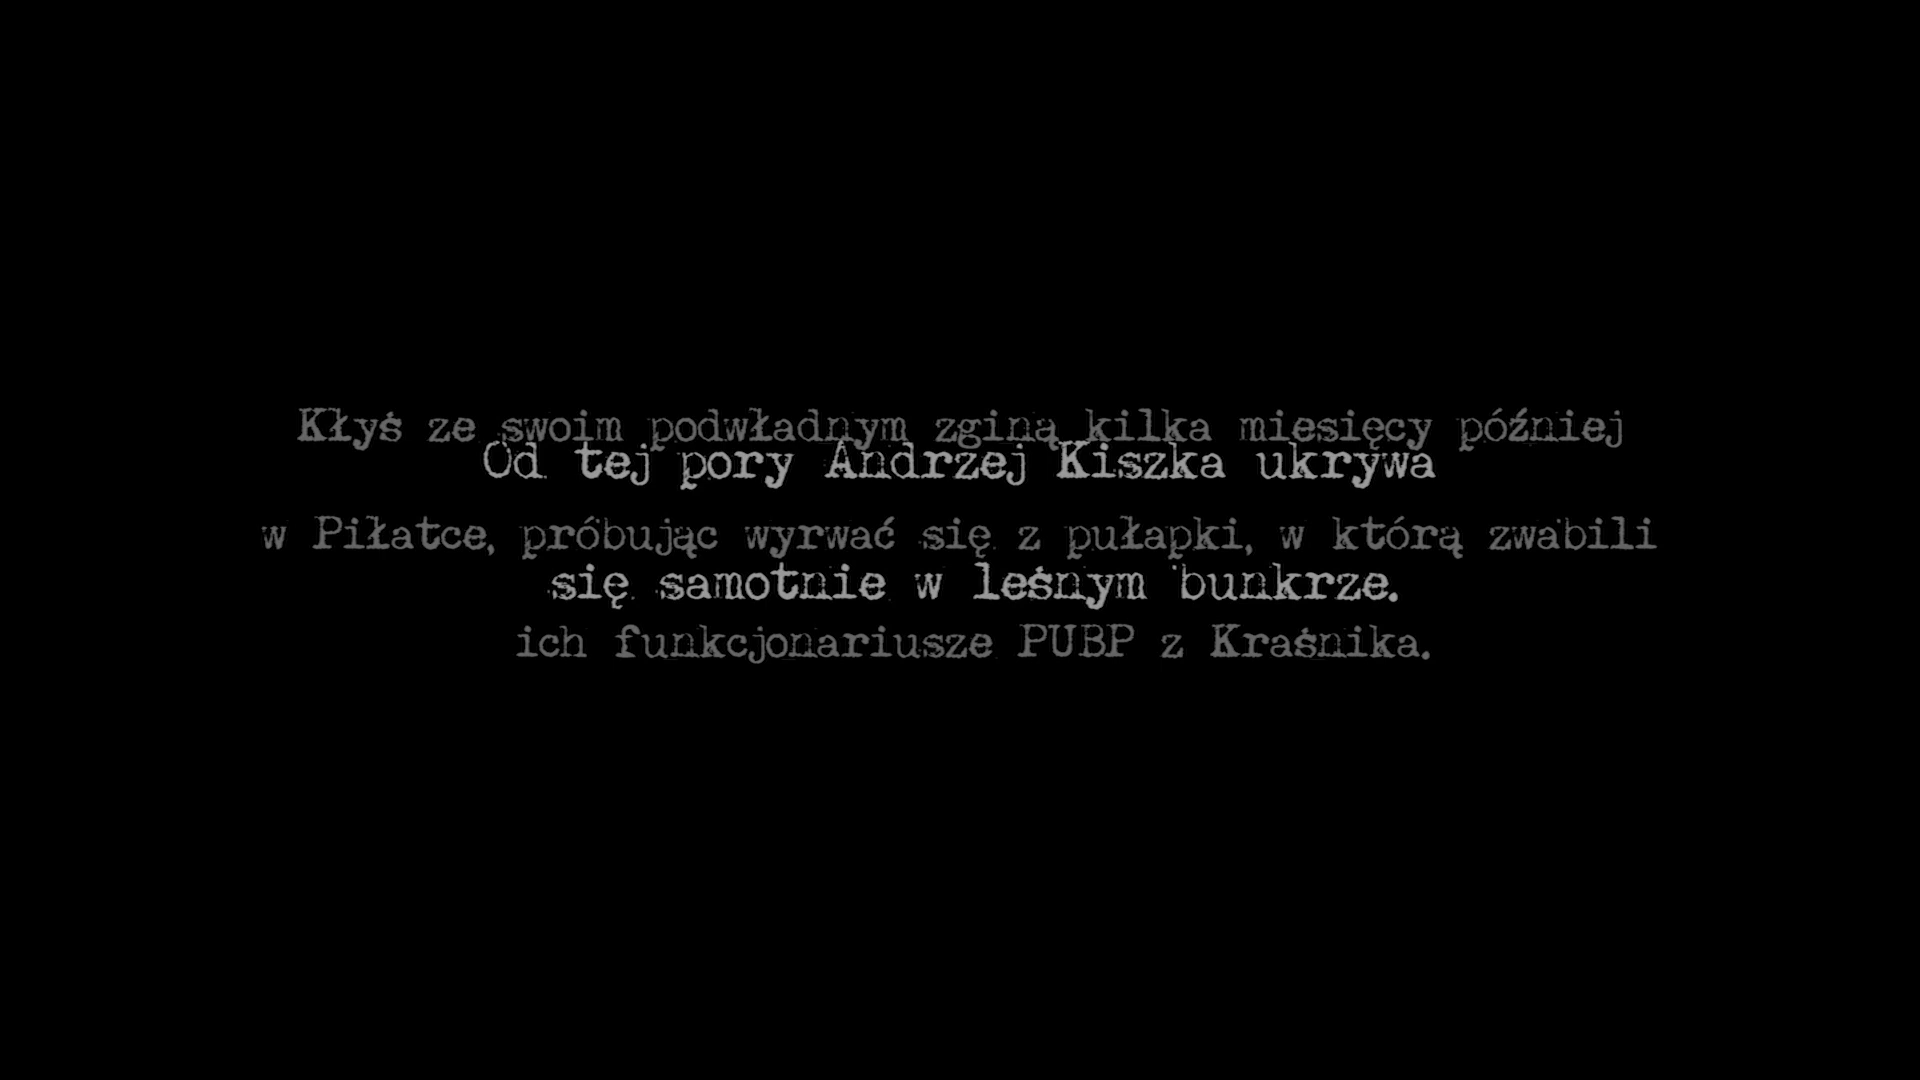 Kłyś ze swoim podwładnym zginą kilka miesięcy później
Od tej pory Andrzej Kiszka ukrywa
w Piłatce, próbując wyrwać się z pułapki, w którą zwabili
się samotnie w leśnym bunkrze.
ich funkcjonariusze PUBP z Kraśnika.